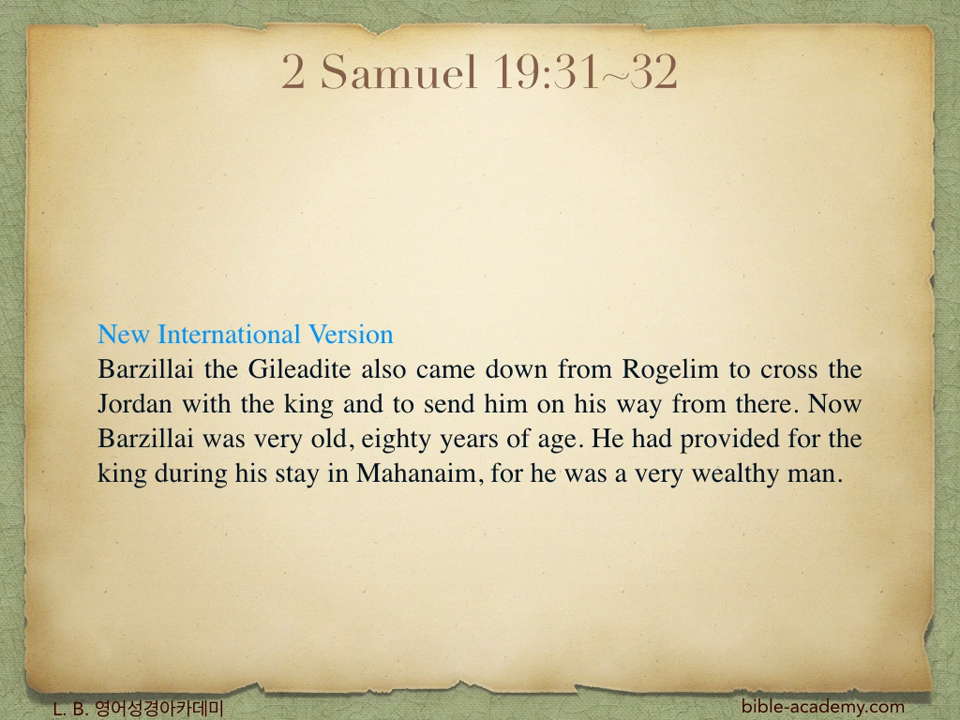 2 Samuel 19:31~32
New International Version
Barzillai the Gileadite also came down from Rogelim to cross the
Jordan with the king and to send him on his way from there. Now
Barzillai was very old, eighty years of age. He had provided for the
king during his stay in Mahanaim, for he was a very wealthy man.
L. B. 영어성경아카데미
bible-academy.com